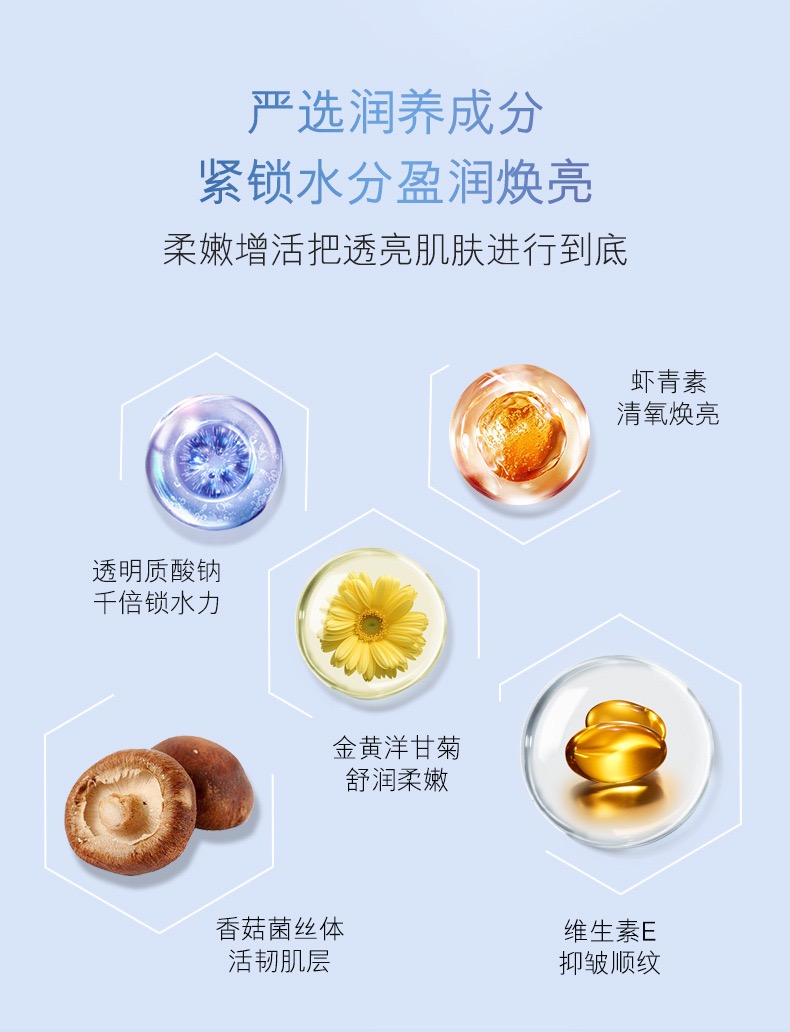 严选润养成分
紧锁水分盈润焕亮
柔嫩增活把透亮肌肤进行到底
虾青素
清氧焕亮
透明质酸钠
千倍锁水力
金黄洋甘菊
舒润柔嫩
香菇菌丝体
活韧肌层
维生素E
抑皱顺纹